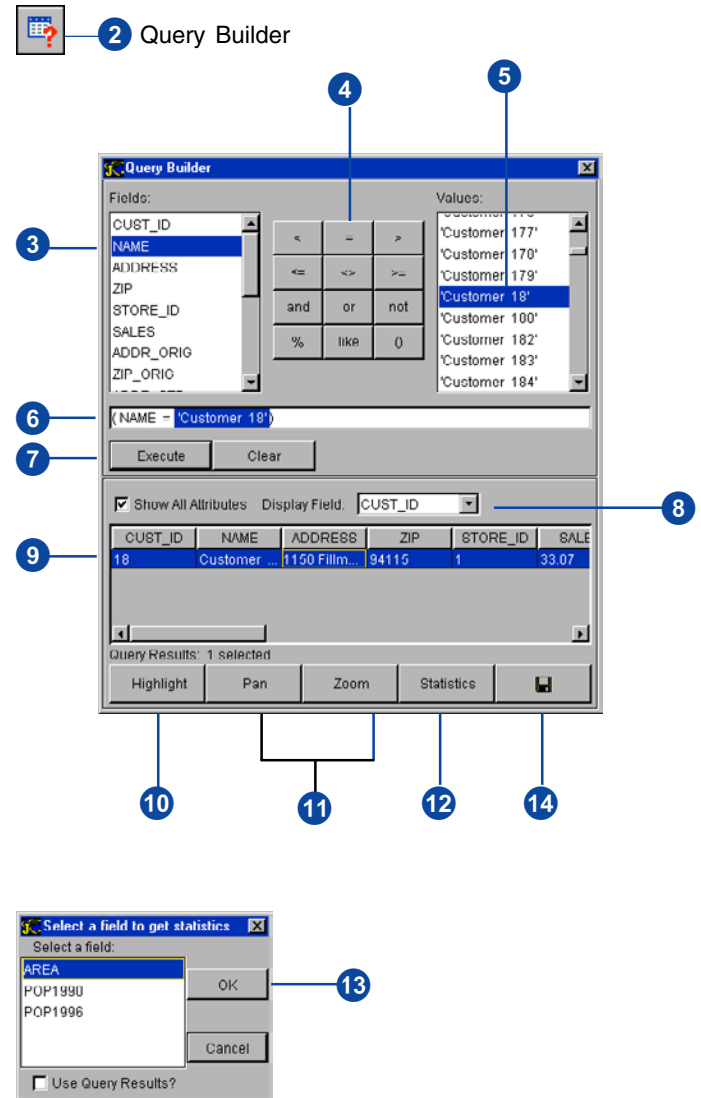 2 Query Builder
4
5
Query Builder
Fields:
Values:
CUST_ID
NAME
ADDRESS
ZIP
STORE_ID
SALES
ADDR_ORIG
ZIP_ORIG
< = >
<= <> >=
and or not
% like ()
'Customer 177'
'Customer 179'
'Customer 18'
'Customer 182'
'Customer 183'
'Customer 184'
3
6
(NAME = 'Customer 18')
7
Execute Clear
Show All Attributes Display Field: CUST_ID
8
9
CUST_ID NAME ADDRESS ZIP STORE_ID SALE
18 Customer ... 1150 Fillm... 94115 1 33.07
Query Results: 1 selected
Highlight Pan Zoom Statistics
10
11
12
14
Select a field to get statistics
Select a field:
AREA
POP1990
POP1996
OK
13
Cancel
Use Query Results?